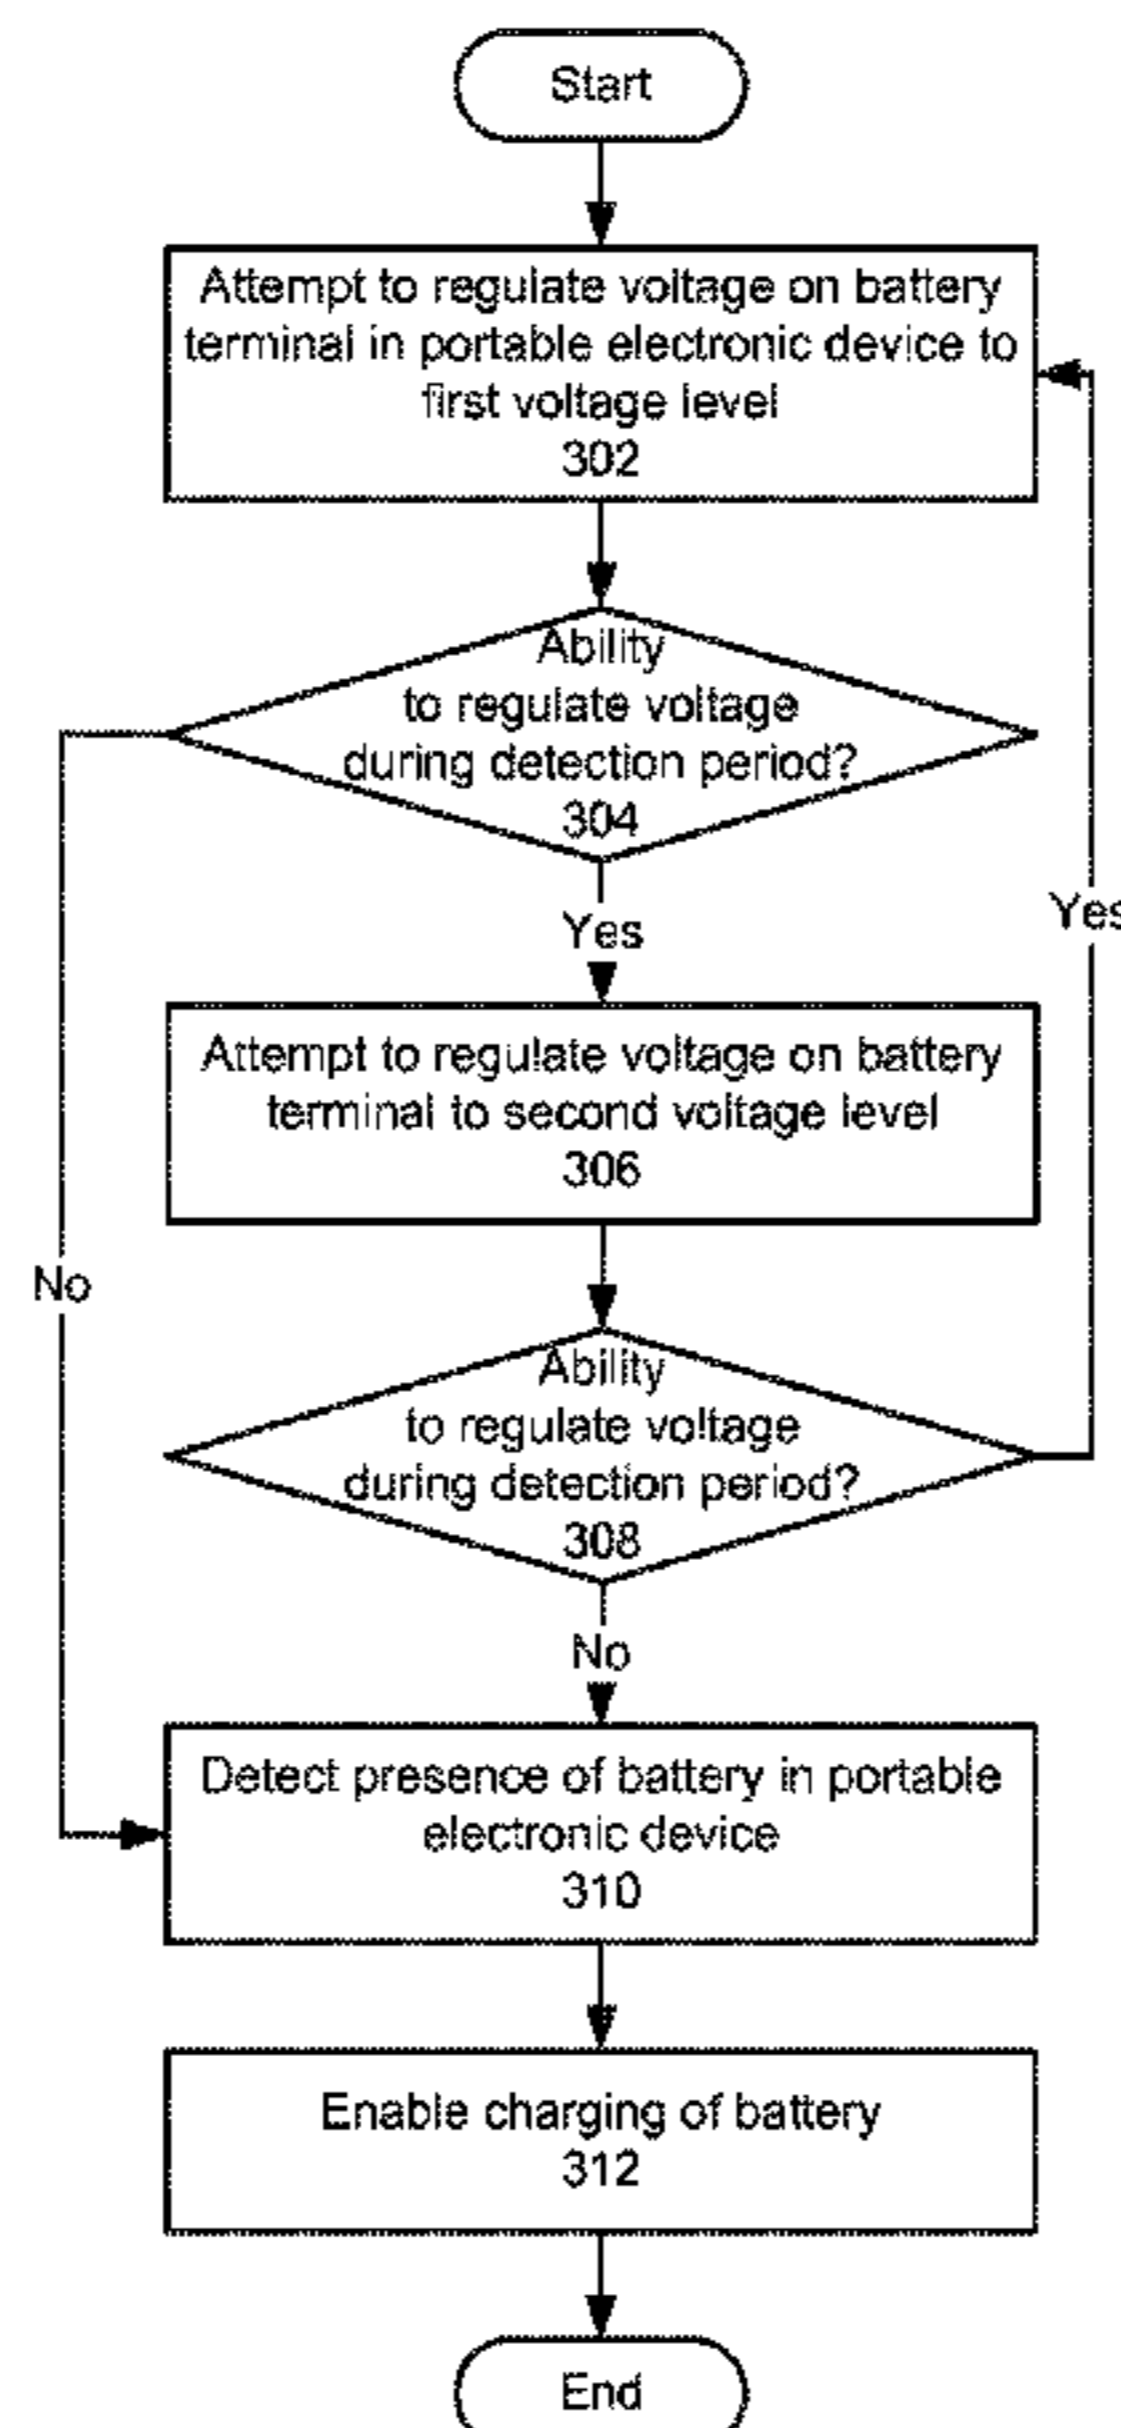 Start
Attempt to regulate voltage on battery
terminal in portable electronic device to
first voltage level
302
Ability
to regulate voltage
during detection period?
304
Yes
Yes
Attempt to regulate voltage on battery
terminal to second voltage level
306
No
Ability
to regulate voltage
during detection period?
308
No
Detect presence of battery in portable
electronic device
310
Enable charging of battery
312
End